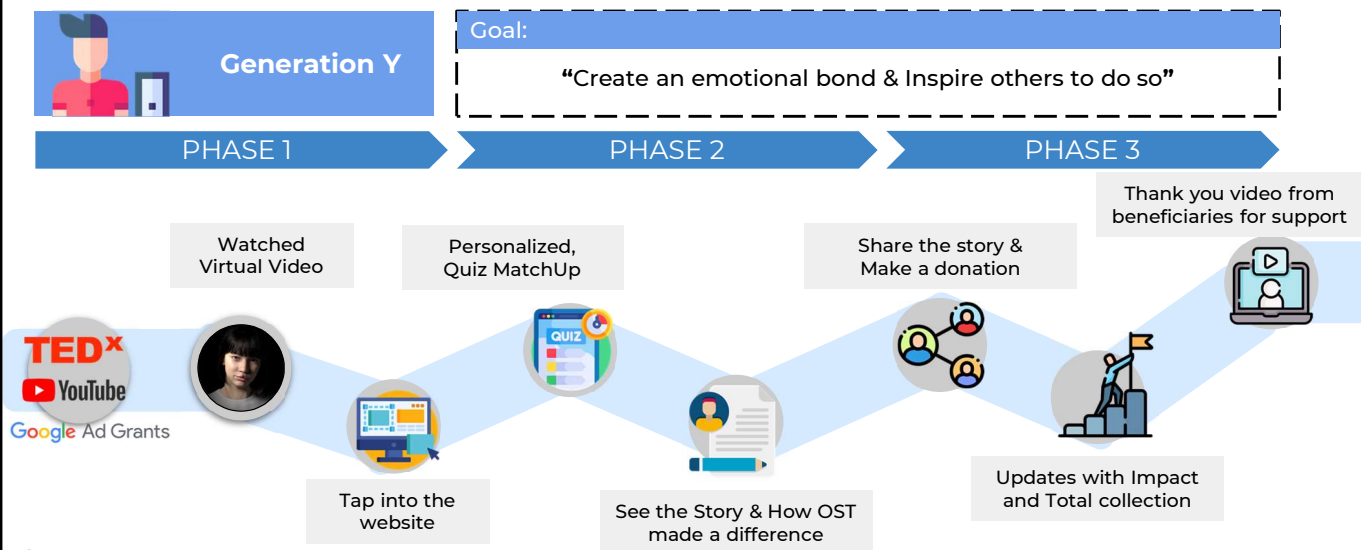 Generation Y
Goal:
“Create an emotional bond & Inspire others to do so”
PHASE 1
PHASE 2
PHASE 3
TEDx
YouTube
Google Ad Grants
Watched
Virtual Video
Tap into the
website
Personalized,
Quiz MatchUp
QUIZ
See the Story & How OST
made a difference
Share the story &
Make a donation
Updates with Impact
and Total collection
Thank you video from
beneficiaries for support